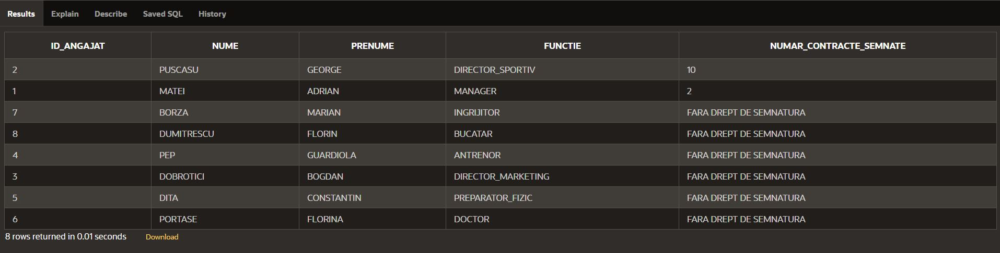 Results Explain Describe Saved SQL History
ID_ANGAJAT NUME PRENUME FUNCTIE NUMAR_CONTRACTE_SEMNATE
2 PUSCASU GEORGE DIRECTOR_SPORTIV 10
1 MATEI ADRIAN MANAGER 2
7 BORZA MARIAN INGRIJITOR FARA DREPT DE SEMNATURA
8 DUMITRESCU FLORIN BUCATAR FARA DREPT DE SEMNATURA
4 PEP GUARDIOLA ANTRENOR FARA DREPT DE SEMNATURA
3 DOBROTICI BOGDAN DIRECTOR_MARKETING FARA DREPT DE SEMNATURA
5 DITA CONSTANTIN PREPARATOR_FIZIC FARA DREPT DE SEMNATURA
6 PORTASE FLORINA DOCTOR FARA DREPT DE SEMNATURA
8 rows returned in 0.01 seconds Download